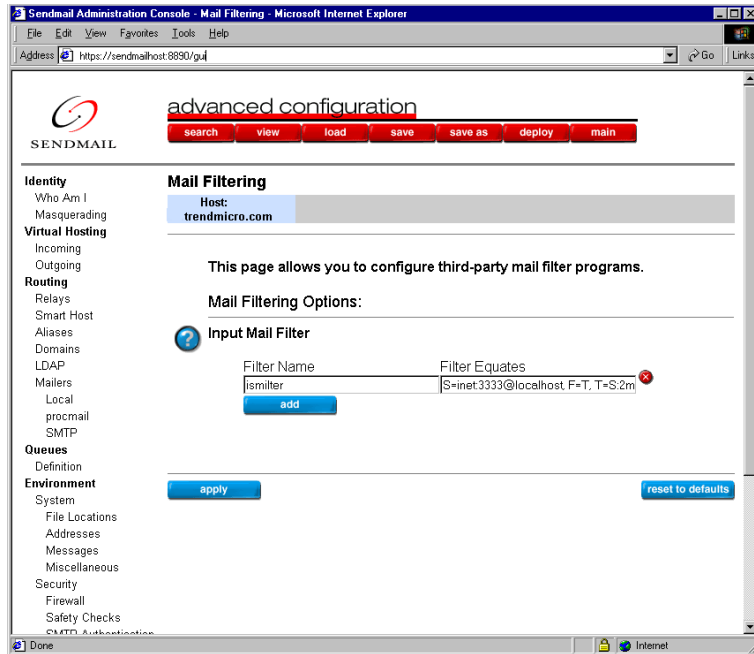 Sendmail Administration Console - Mail Filtering - Microsoft Internet Explorer
File Edit View Favorites Tools Help
Address https://sendmailhost:8890/gui Go Links
SENDMAIL
advanced configuration
search view load save save as deploy main
Identity
Who Am I
Masquerading
Virtual Hosting
Incoming
Outgoing
Routing
Relays
Smart Host
Aliases
Domains
LDAP
Mailers
Local
procmail
SMTP
Queues
Definition
Environment
System
File Locations
Addresses
Messages
Miscellaneous
Security
Firewall
Safety Checks
SMTP Authentication
Mail Filtering
Host:
trendmicro.com
This page allows you to configure third-party mail filter programs.
Mail Filtering Options:
? Input Mail Filter
Filter Name Filter Equates
ismilter S=inet:3333@localhost, F=T, T=S:2m
add
apply reset to defaults
Done Internet